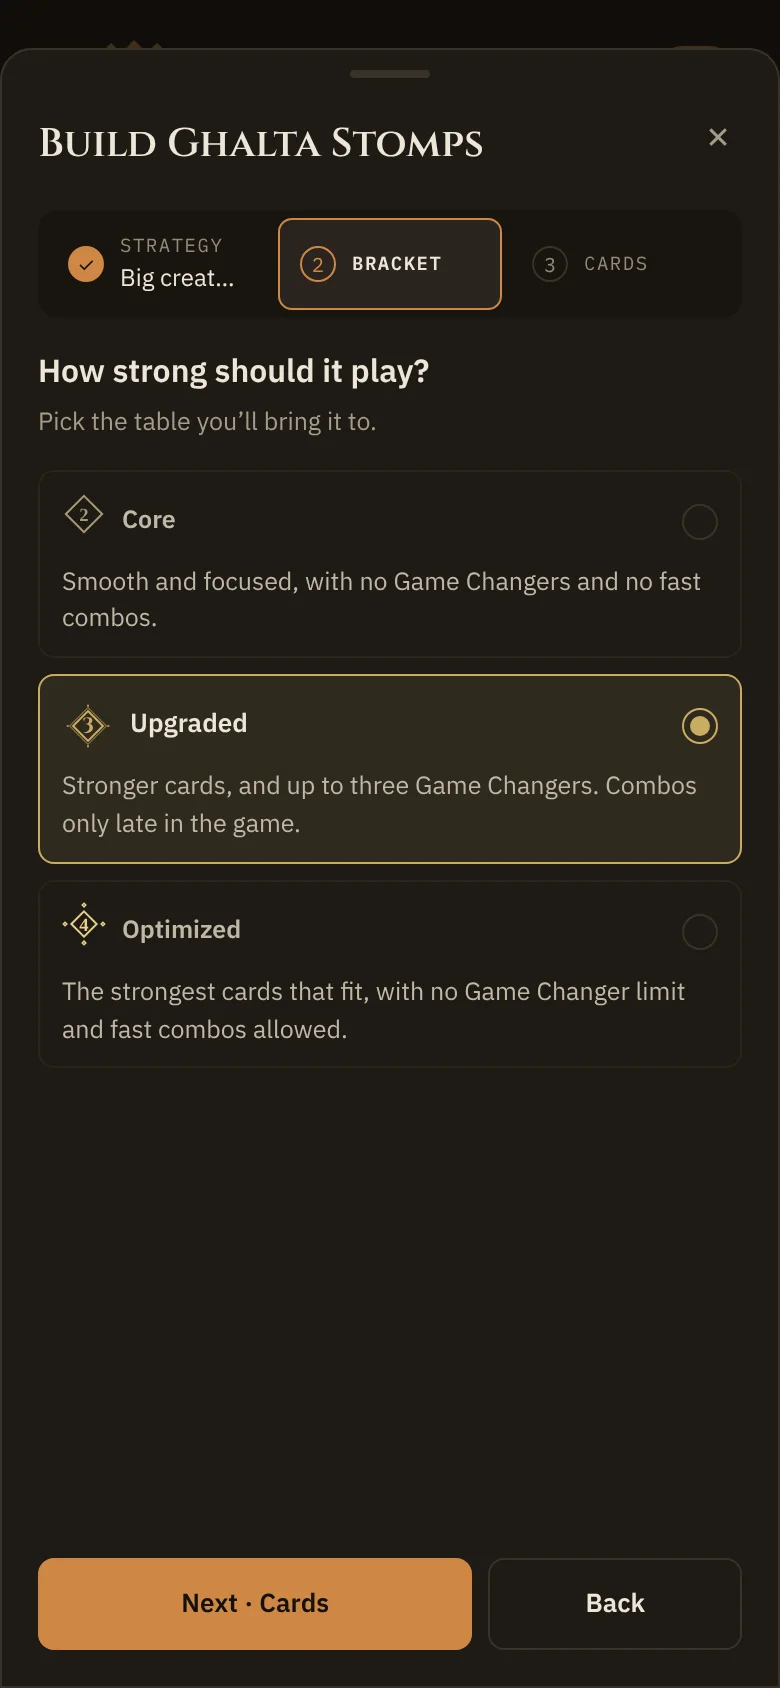 Build Ghalta Stomps
STRATEGY
Big creat...
2
BRACKET
3
CARDS
How strong should it play?
Pick the table you’ll bring it to.
2
Core
Smooth and focused, with no Game Changers and no fast
combos.
3
Upgraded
Stronger cards, and up to three Game Changers. Combos
only late in the game.
4
Optimized
The strongest cards that fit, with no Game Changer limit
and fast combos allowed.
Next · Cards
Back